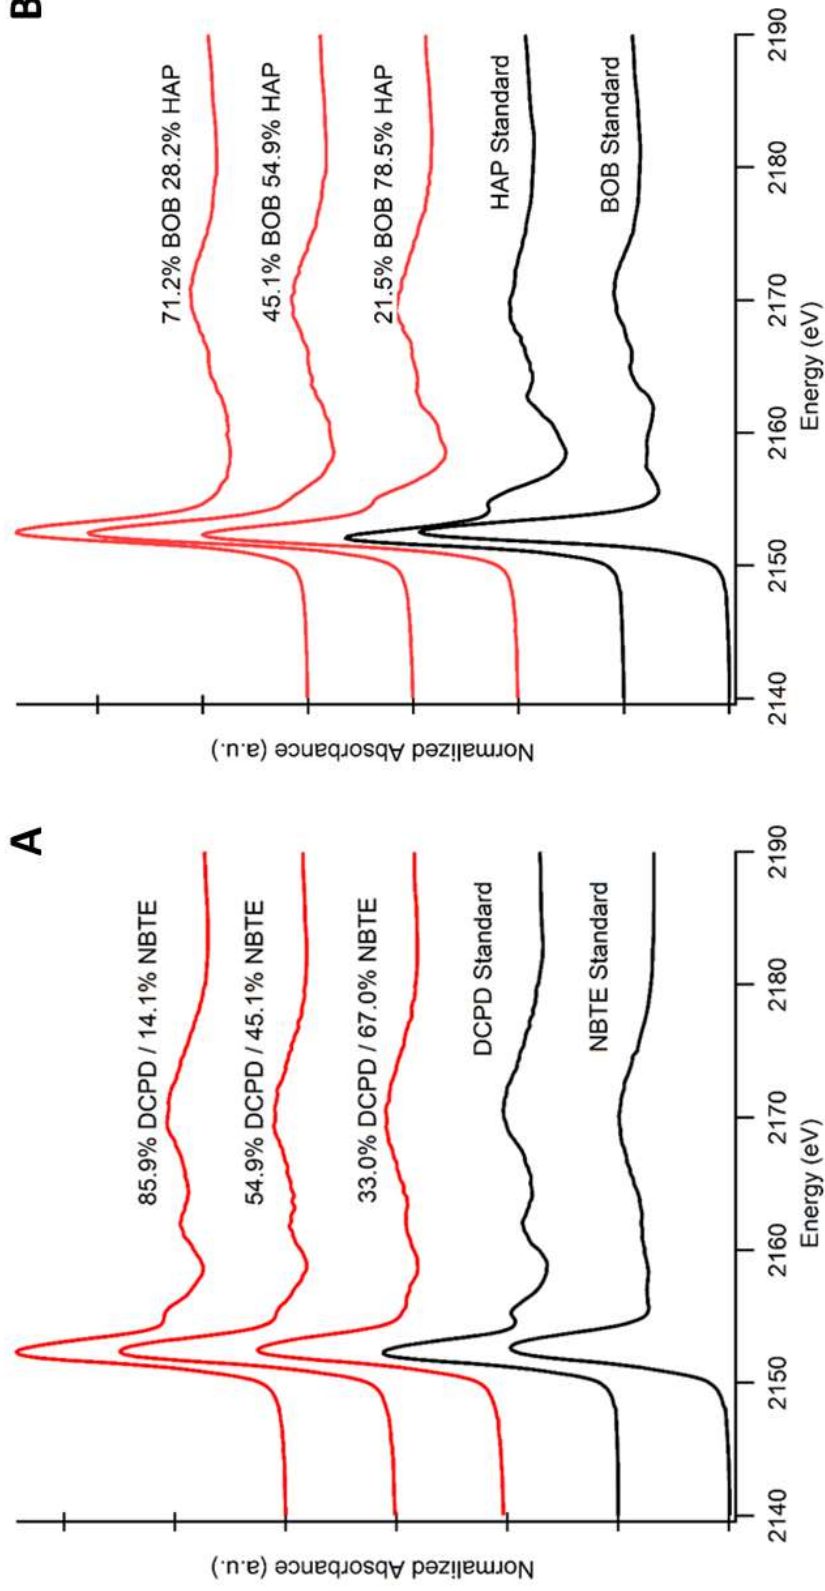 A
Normalized Absorbance (a.u.)
85.9% DCPD / 14.1% NBTE
54.9% DCPD / 45.1% NBTE
33.0% DCPD / 67.0% NBTE
DCPD Standard
NBTE Standard
2140
2150
2160
2170
2180
2190
Energy (eV)
B
Normalized Absorbance (a.u.)
71.2% BOB 28.2% HAP
45.1% BOB 54.9% HAP
21.5% BOB 78.5% HAP
HAP Standard
BOB Standard
2140
2150
2160
2170
2180
2190
Energy (eV)